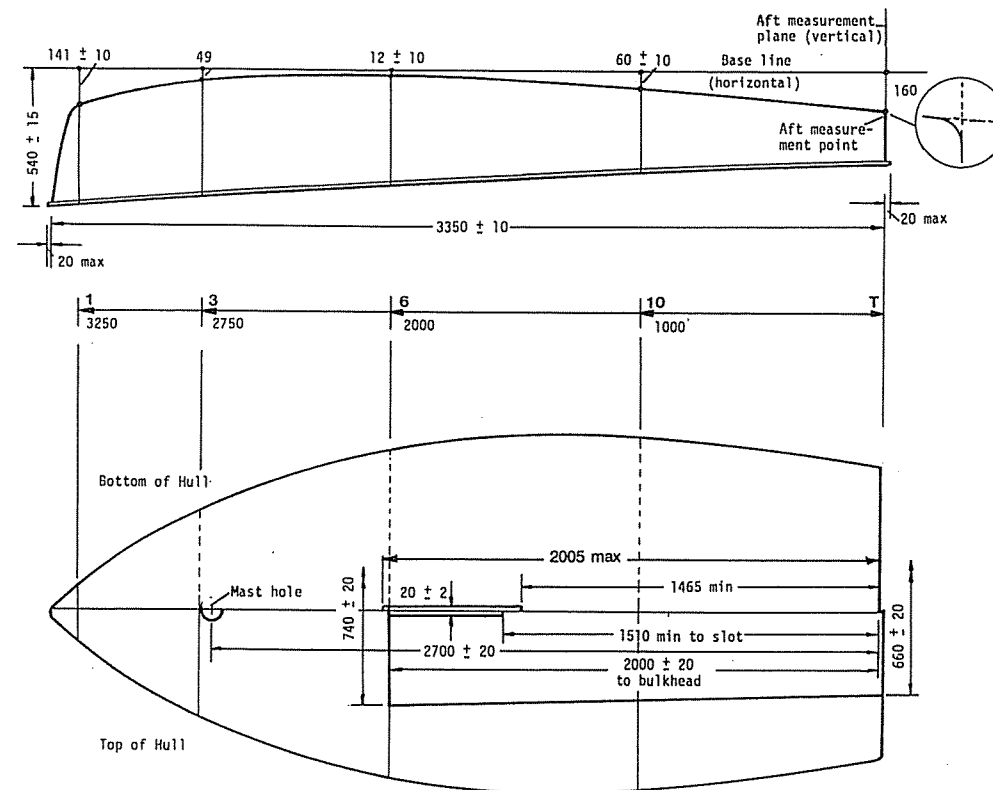 Aft measurement
plane (vertical)
141 ± 10
49
12 ± 10
60 ± 10
Base line
(horizontal)
160
540 ± 15
Aft measure-
ment point
3350 ± 10
20 max
20 max
1
3
6
10
T
3250
2750
2000
1000
Bottom of Hull
2005 max
Mast hole
20 ± 2
1465 min
740 ± 20
1510 min to slot
660 ± 20
2700 ± 20
2000 ± 20
to bulkhead
Top of Hull